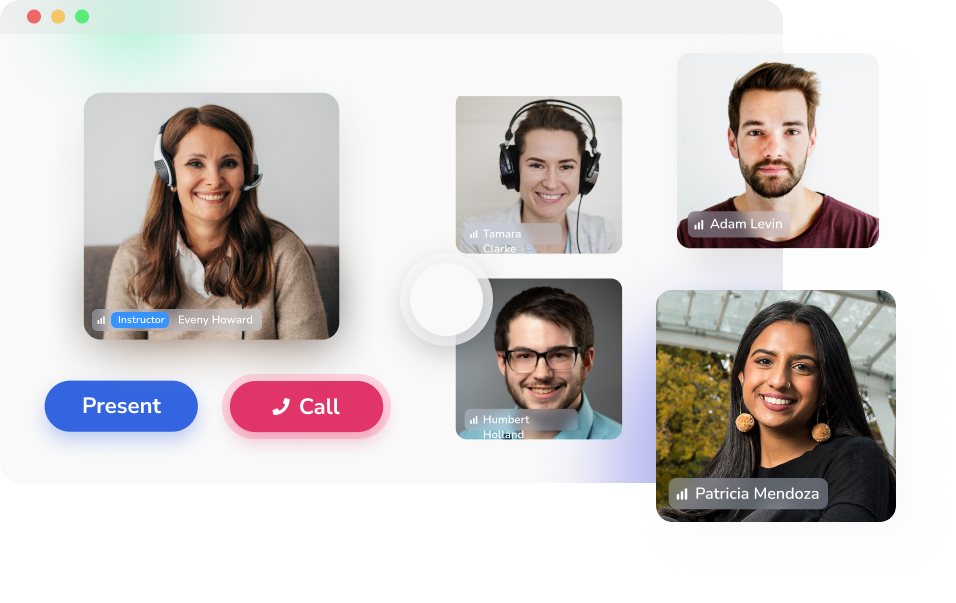 Tamara
Clarke
Adam Levin
Instructor Eveny Howard
Present
Call
Humbert
Holland
Patricia Mendoza